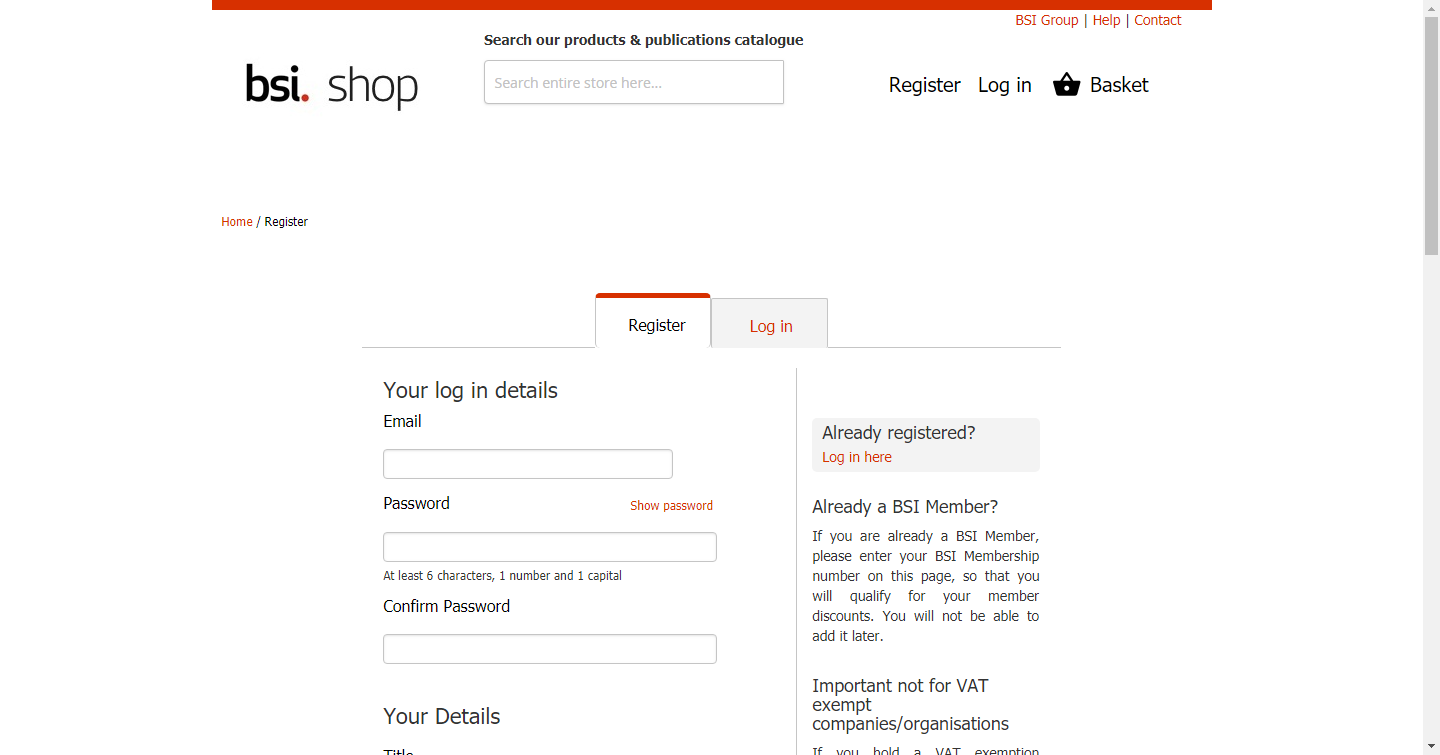 BSI Group | Help | Contact
Search our products & publications catalogue
bsi. shop
Search entire store here...
Register Log in Basket
Home / Register
Register Log in
Your log in details
Email
Password Show password
At least 6 characters, 1 number and 1 capital
Confirm Password
Your Details
Title
Already registered?
Log in here
Already a BSI Member?
If you are already a BSI Member,
please enter your BSI Membership
number on this page, so that you
will qualify for your member
discounts. You will not be able to
add it later.
Important not for VAT
exempt
companies/organisations
If you hold a VAT exemption